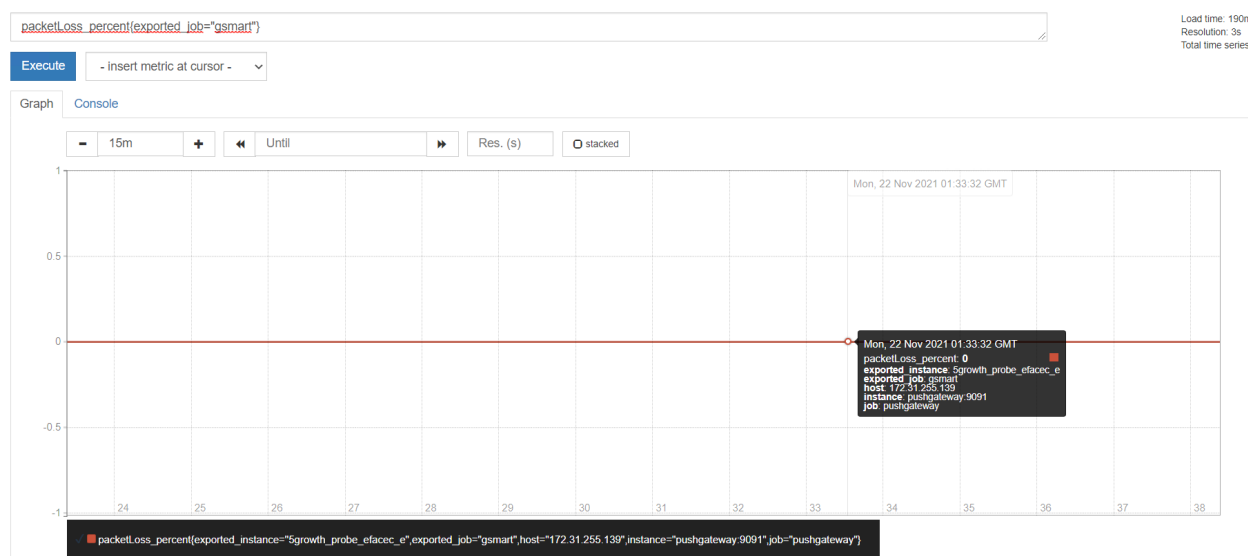 packetLoss_percent{exported_job="gsmart"}
Load time: 190m
Resolution: 3s
Total time series
Execute
- insert metric at cursor -
Graph Console
15m Until Res. (s) stacked
Mon, 22 Nov 2021 01:33:32 GMT
1
0.5
0
-0.5
-1
Mon, 22 Nov 2021 01:33:32 GMT
packetLoss_percent: 0
exported_instance: 5growth_probe_efacec_e
exported_job: gsmart
host: 172.31.255.139
instance: pushgateway:9091
job: pushgateway
24 25 26 27 28 29 30 31 32 33 34 35 36 37 38
packetLoss_percent{exported_instance="5growth_probe_efacec_e",exported_job="gsmart",host="172.31.255.139",instance="pushgateway:9091",job="pushgateway"}